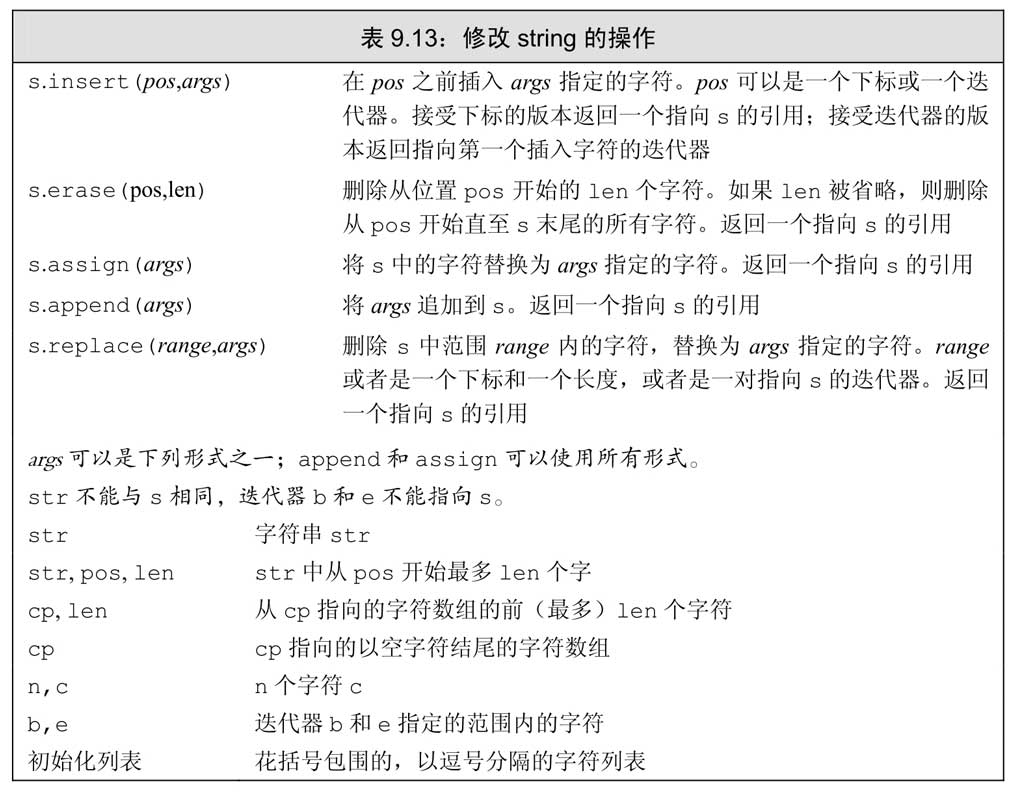 表 9.13：修改 string 的操作
s.insert(pos,args) 在 pos 之前插入 args 指定的字符。pos 可以是一个下标或一个迭
代器。接受下标的版本返回一个指向 s 的引用；接受迭代器的版
本返回指向第一个插入字符的迭代器
s.erase(pos,len) 删除从位置 pos 开始的 len 个字符。如果 len 被省略，则删除
从 pos 开始直至 s 末尾的所有字符。返回一个指向 s 的引用
s.assign(args) 将 s 中的字符替换为 args 指定的字符。返回一个指向 s 的引用
s.append(args) 将 args 追加到 s。返回一个指向 s 的引用
s.replace(range,args) 删除 s 中范围 range 内的字符，替换为 args 指定的字符。range
或者是一个下标和一个长度，或者是一对指向 s 的迭代器。返回
一个指向 s 的引用
args 可以是下列形式之一；append 和 assign 可以使用所有形式。
str 不能与 s 相同，迭代器 b 和 e 不能指向 s。
str 字符串 str
str, pos, len str 中从 pos 开始最多 len 个字
cp, len 从 cp 指向的字符数组的前（最多）len 个字符
cp cp 指向的以空字符结尾的字符数组
n,c n 个字符 c
b,e 迭代器 b 和 e 指定的范围内的字符
初始化列表 花括号包围的，以逗号分隔的字符列表